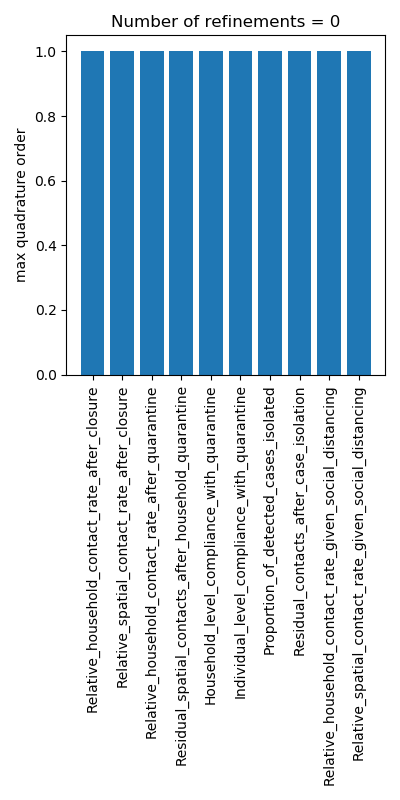 Number of refinements = 0
max quadrature order
1.0
0.8
0.6
0.4
0.2
0.0
Relative_household_contact_rate_after_closure
Relative_spatial_contact_rate_after_closure
Relative_household_contact_rate_after_quarantine
Residual_spatial_contacts_after_household_quarantine
Household_level_compliance_with_quarantine
Individual_level_compliance_with_quarantine
Proportion_of_detected_cases_isolated
Residual_contacts_after_case_isolation
Relative_household_contact_rate_given_social_distancing
Relative_spatial_contact_rate_given_social_distancing